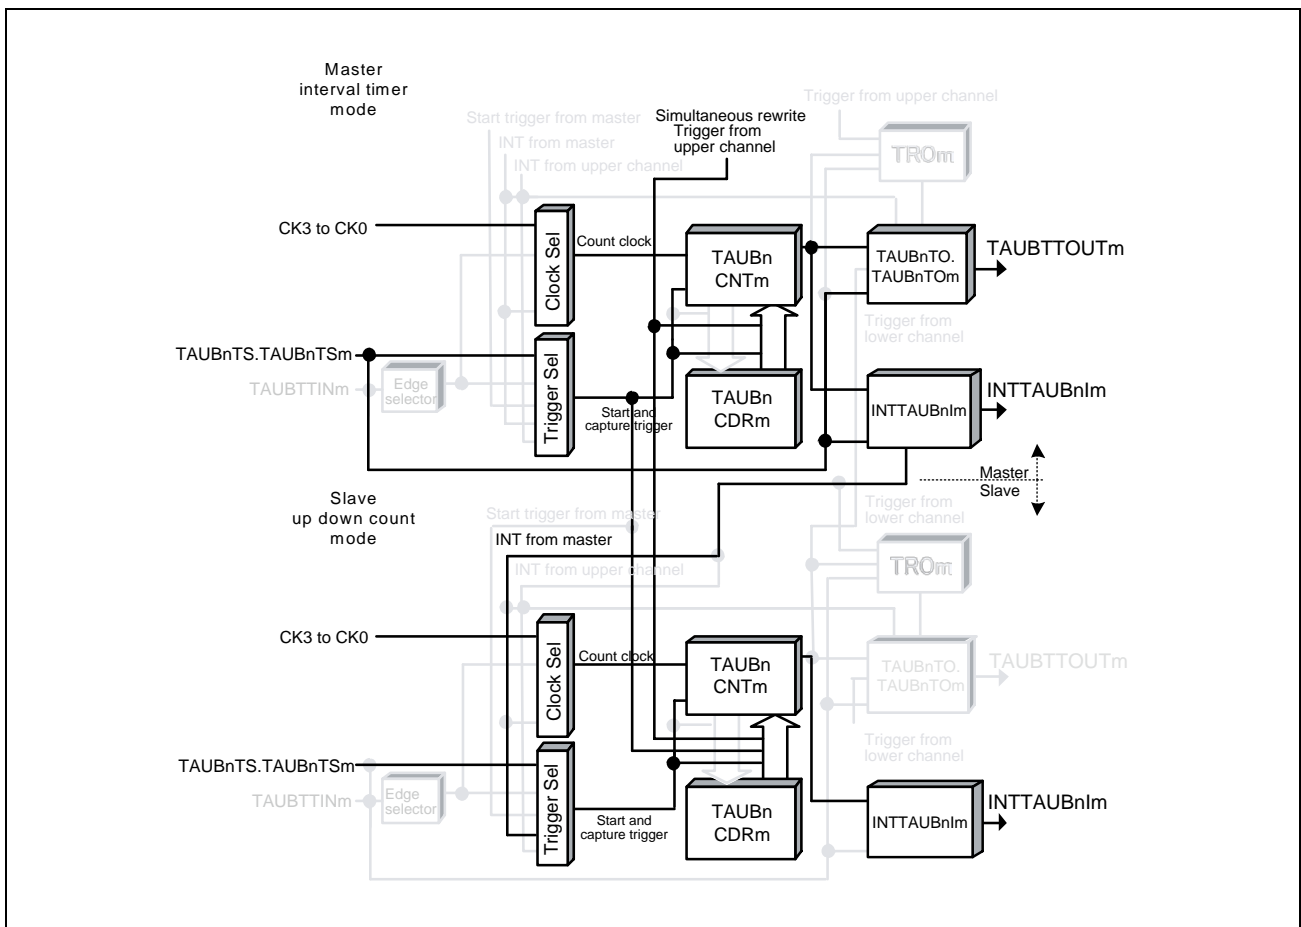 Master
interval timer
mode
Trigger from upper channel
Start trigger from master
Simultaneous rewrite
Trigger from
upper channel
INT from master
INT from upper channel
TROm
CK3 to CK0
Clock Sel
Count clock
TAUBn
CNTm
TAUBnTO.
TAUBnTOm
TAUBTTOUTm
Trigger from
lower channel
TAUBnTS.TAUBnTSm
TAUBTTINm
Edge
selector
Trigger Sel
Start and
capture trigger
TAUBn
CDRm
INTTAUBnIm
INTTAUBnIm
Master
Slave
Slave
up down count
mode
Start trigger from master
INT from master
INT from upper channel
Trigger from
lower channel
TROm
CK3 to CK0
Clock Sel
Count clock
TAUBn
CNTm
TAUBnTO.
TAUBnTOm
TAUBTTOUTm
Trigger from
lower channel
TAUBnTS.TAUBnTSm
TAUBTTINm
Edge
selector
Trigger Sel
Start and
capture trigger
TAUBn
CDRm
INTTAUBnIm
INTTAUBnIm